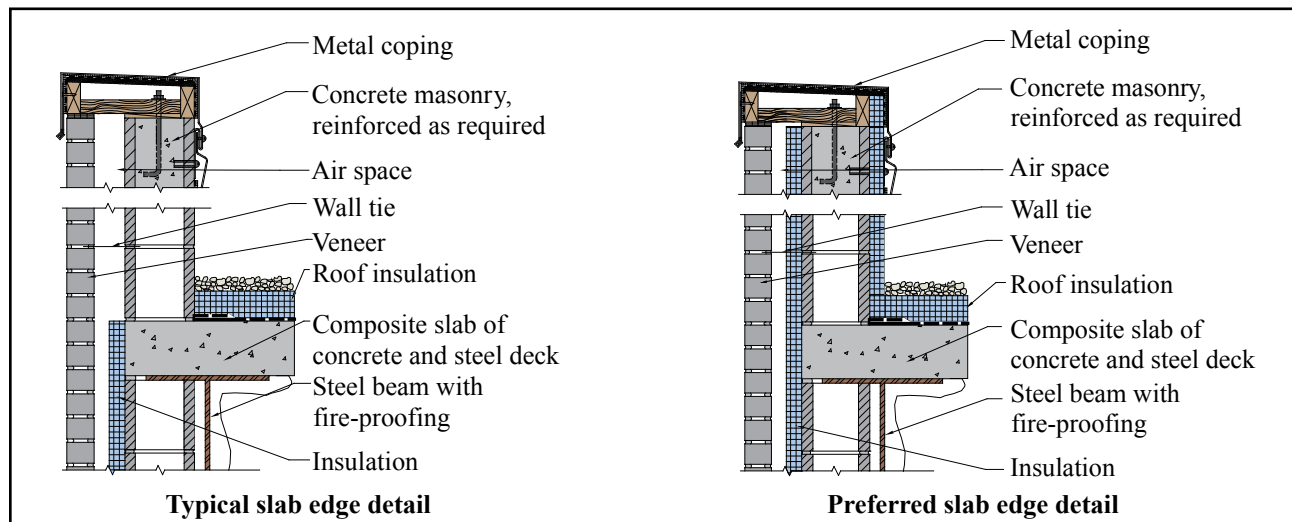 Metal coping
Concrete masonry,
reinforced as required
Air space
Wall tie
Veneer
Roof insulation
Composite slab of
concrete and steel deck
Steel beam with
fire-proofing
Insulation
Typical slab edge detail
Metal coping
Concrete masonry,
reinforced as required
Air space
Wall tie
Veneer
Roof insulation
Composite slab of
concrete and steel deck
Steel beam with
fire-proofing
Insulation
Preferred slab edge detail